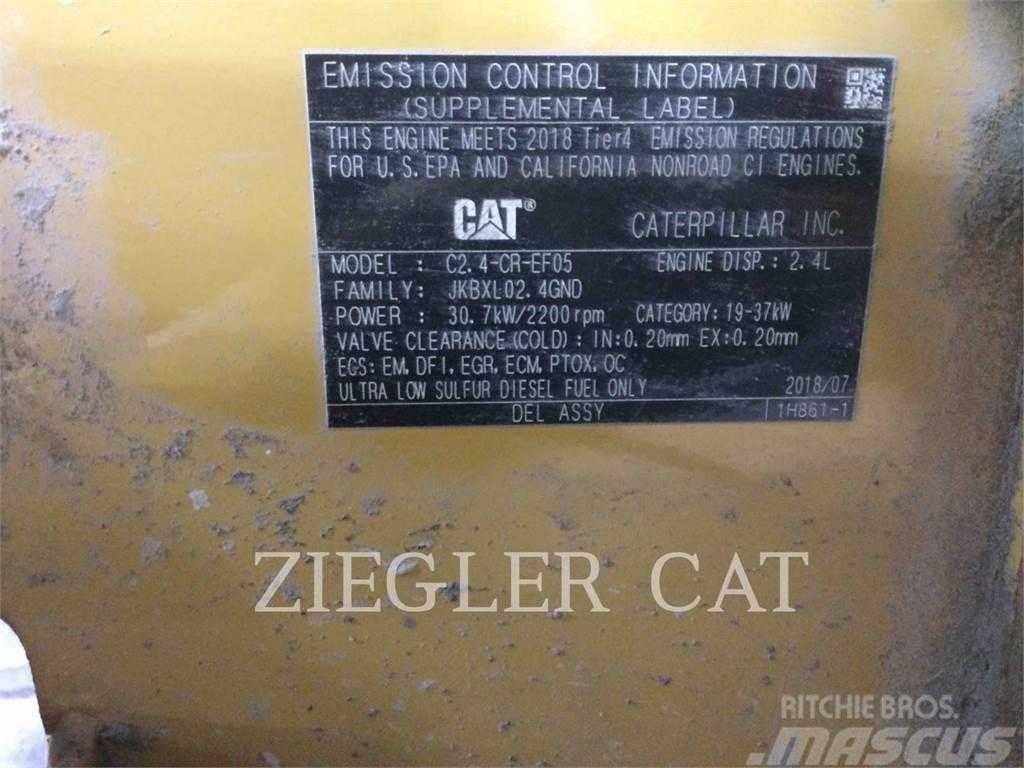 EMISSION CONTROL INFORMATION
(SUPPLEMENTAL LABEL)
THIS ENGINE MEETS 2018 Tier4 EMISSION REGULATIONS
FOR U.S.EPA AND CALIFORNIA NONROAD CI ENGINES.
CAT® CATERPILLAR INC.
MODEL : C2.4-CR-EF05 ENGINE DISP.: 2.4L
FAMILY: JKBXL02.4GND
POWER : 30.7kW/2200rpm CATEGORY: 19-37kW
VALVE CLEARANCE(COLD) : IN:0.20mm EX:0.20mm
EGS: EM, DFI, EGR, ECM, PTOX, OC
ULTRA LOW SULFUR DIESEL FUEL ONLY 2018/07
DEL ASSY 1H861-1
ZIEGLER CAT
RITCHIE BROS.
MASCUS